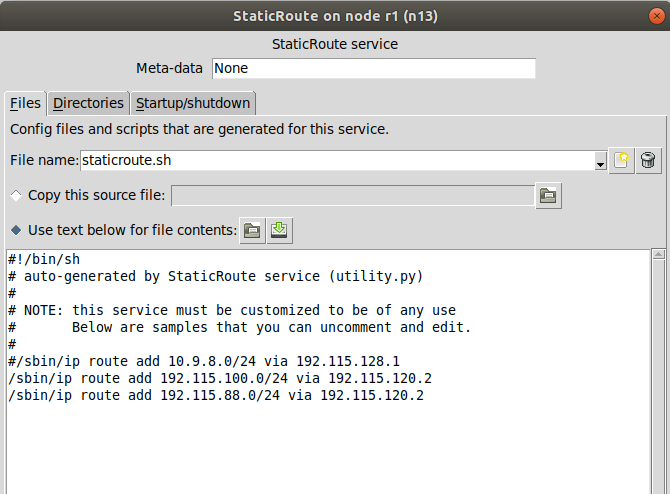 StaticRoute on node r1 (n13)
StaticRoute service
Meta-data None
Files Directories Startup/shutdown
Config files and scripts that are generated for this service.
File name: staticroute.sh
Copy this source file:
Use text below for file contents:
#!/bin/sh
# auto-generated by StaticRoute service (utility.py)
#
# NOTE: this service must be customized to be of any use
#       Below are samples that you can uncomment and edit.
#
#/sbin/ip route add 10.9.8.0/24 via 192.115.128.1
/sbin/ip route add 192.115.100.0/24 via 192.115.120.2
/sbin/ip route add 192.115.88.0/24 via 192.115.120.2